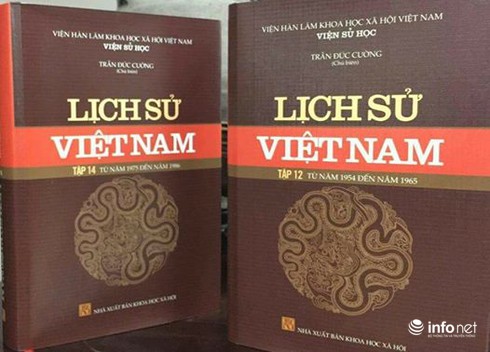 VIỆN HÀN LÂM KHOA HỌC XÃ HỘI VIỆT NAM
VIỆN SỬ HỌC
TRẦN ĐỨC CƯỜNG
(Chủ biên)
LỊCH SỬ
VIỆT NAM
TẬP 14 TỪ NĂM 1975 ĐẾN NĂM 1986
NHÀ XUẤT BẢN KHOA HỌC XÃ HỘI
VIỆN HÀN LÂM KHOA HỌC XÃ HỘI VIỆT NAM
VIỆN SỬ HỌC
TRẦN ĐỨC CƯỜNG
(Chủ biên)
LỊCH SỬ
VIỆT NAM
TẬP 12 TỪ NĂM 1954 ĐẾN NĂM 1965
NHÀ XUẤT BẢN KHOA HỌC XÃ HỘI
infonet